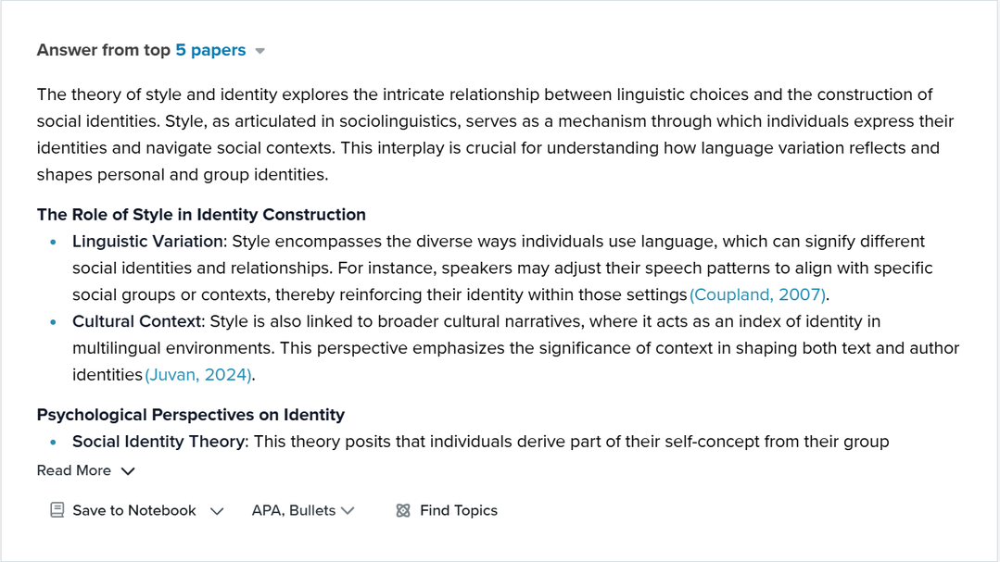 Answer from top 5 papers
The theory of style and identity explores the intricate relationship between linguistic choices and the construction of
social identities. Style, as articulated in sociolinguistics, serves as a mechanism through which individuals express their
identities and navigate social contexts. This interplay is crucial for understanding how language variation reflects and
shapes personal and group identities.
The Role of Style in Identity Construction
• Linguistic Variation: Style encompasses the diverse ways individuals use language, which can signify different
social identities and relationships. For instance, speakers may adjust their speech patterns to align with specific
social groups or contexts, thereby reinforcing their identity within those settings (Coupland, 2007).
• Cultural Context: Style is also linked to broader cultural narratives, where it acts as an index of identity in
multilingual environments. This perspective emphasizes the significance of context in shaping both text and author
identities (Juvan, 2024).
Psychological Perspectives on Identity
• Social Identity Theory: This theory posits that individuals derive part of their self-concept from their group
Read More
Save to Notebook APA, Bullets Find Topics